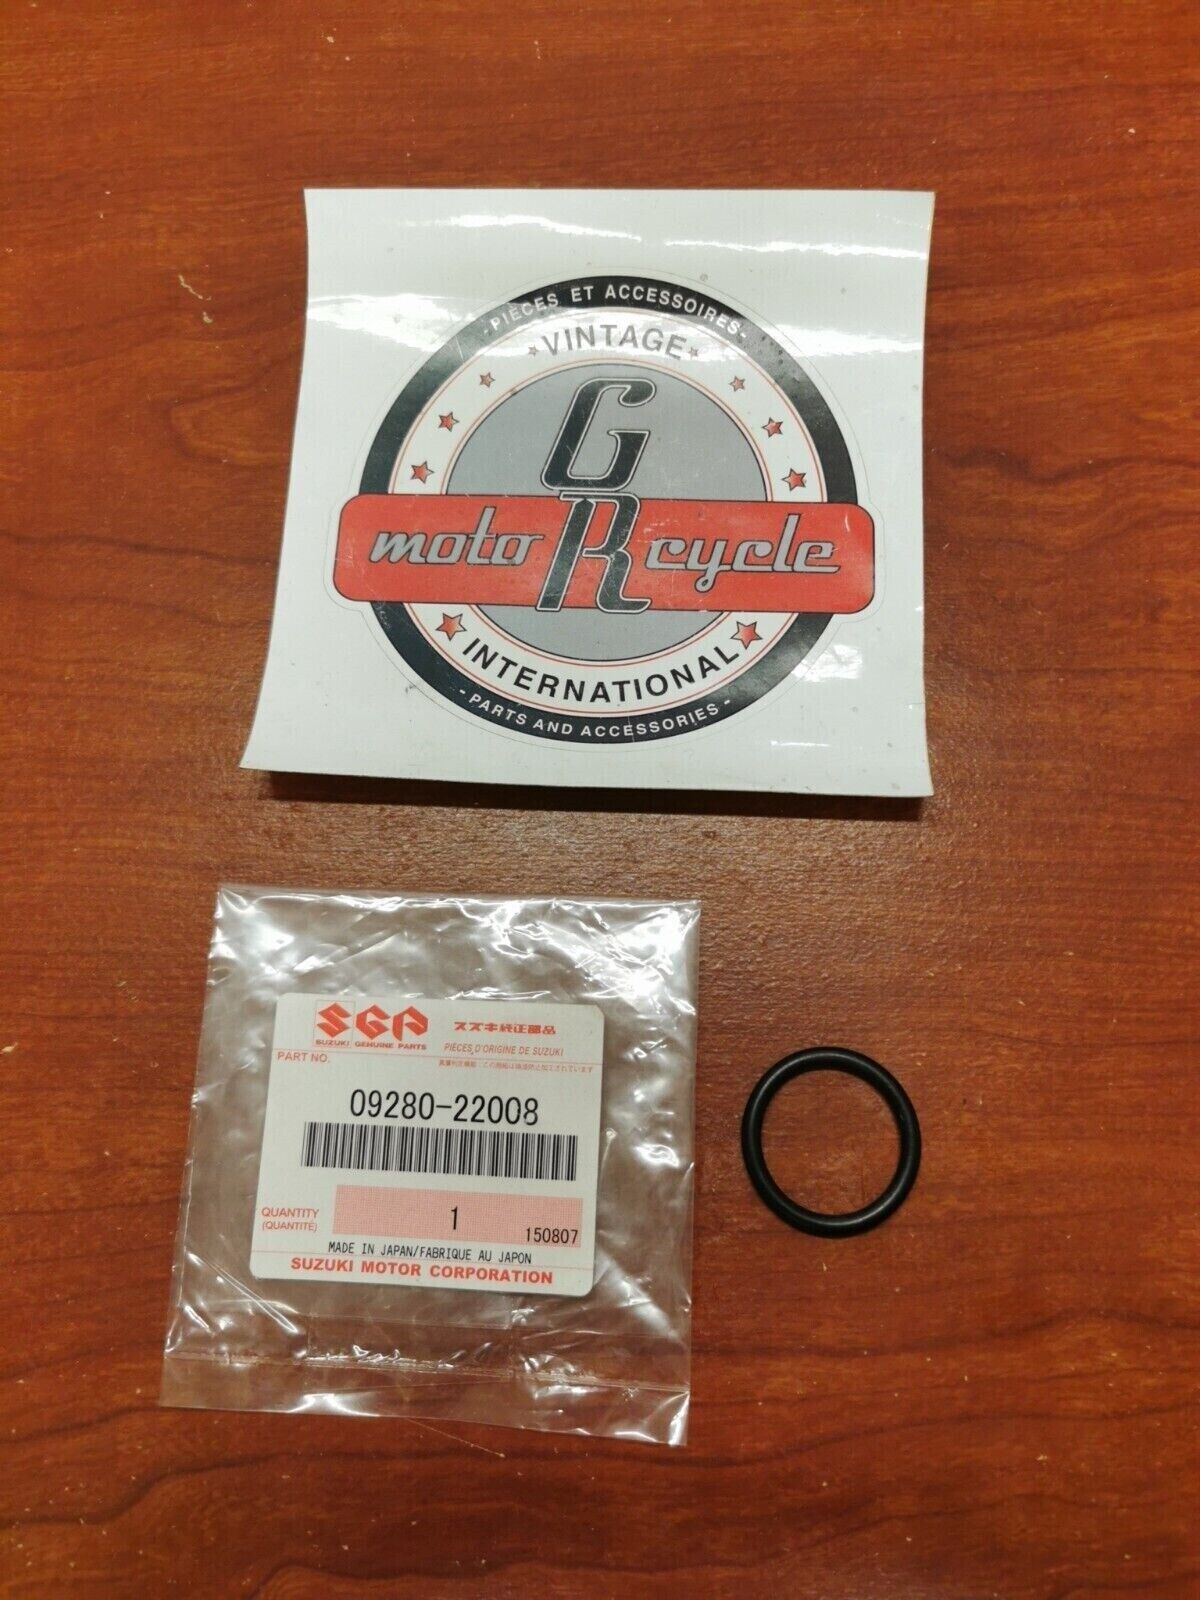 - PIÈCES ET ACCESSOIRES -
VINTAGE
GR
moto cycle
INTERNATIONAL
- PARTS AND ACCESSORIES -
SGP スズキ純正部品
SUZUKI GENUINE PARTS PIÈCES D'ORIGINE DE SUZUKI
PART NO.
09280-22008
QUANTITY
(QUANTITÉ)
1
150807
MADE IN JAPAN/FABRIQUE AU JAPON
SUZUKI MOTOR CORPORATION